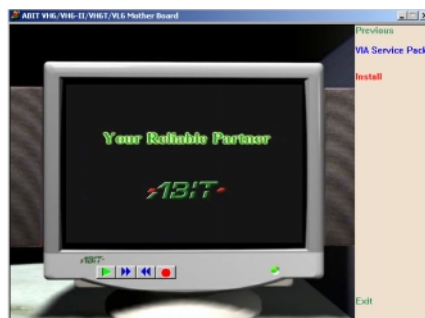 ABIT VH6/VH6-II/VH6T/VL6 Mother Board
Previous
VIA Service Pack
Install
Your Reliable Partner
ABIT
ABIT
Exit